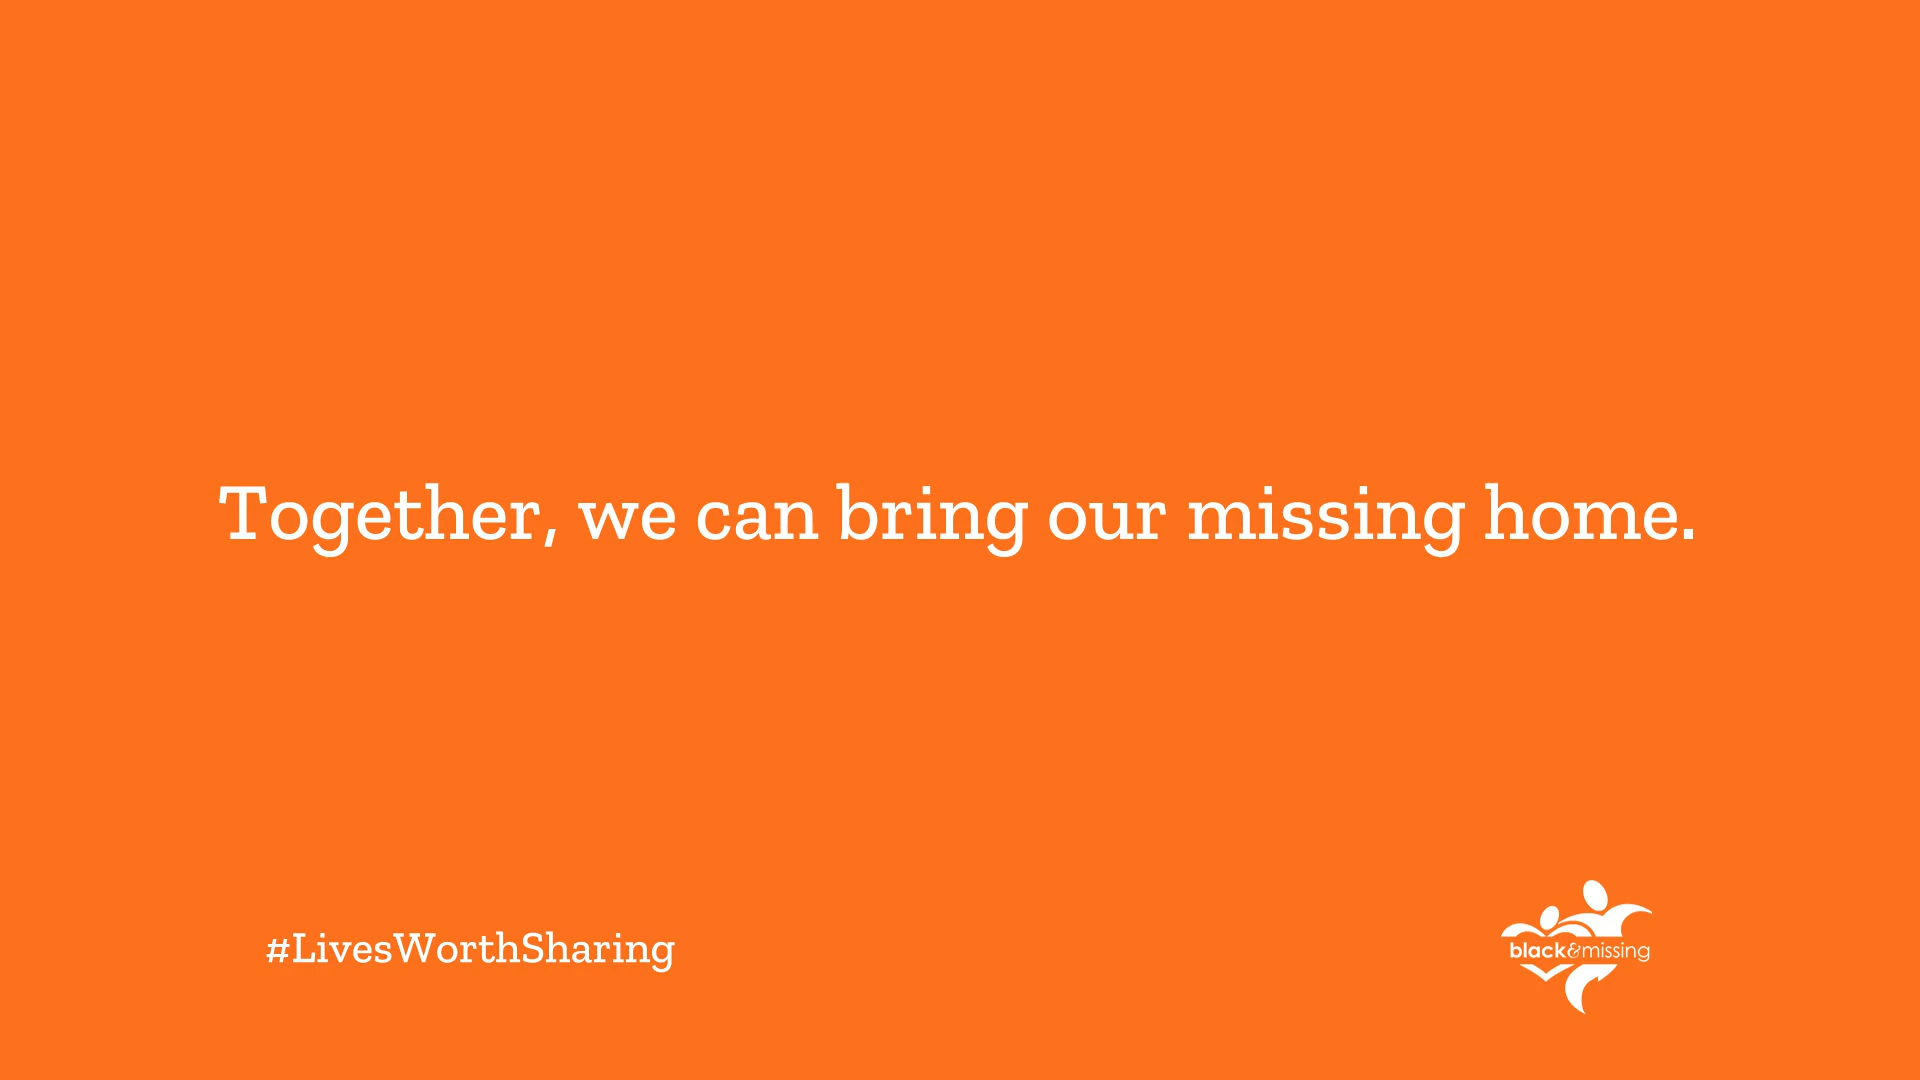 Together, we can bring our missing home.
#LivesWorthSharing
black&missing